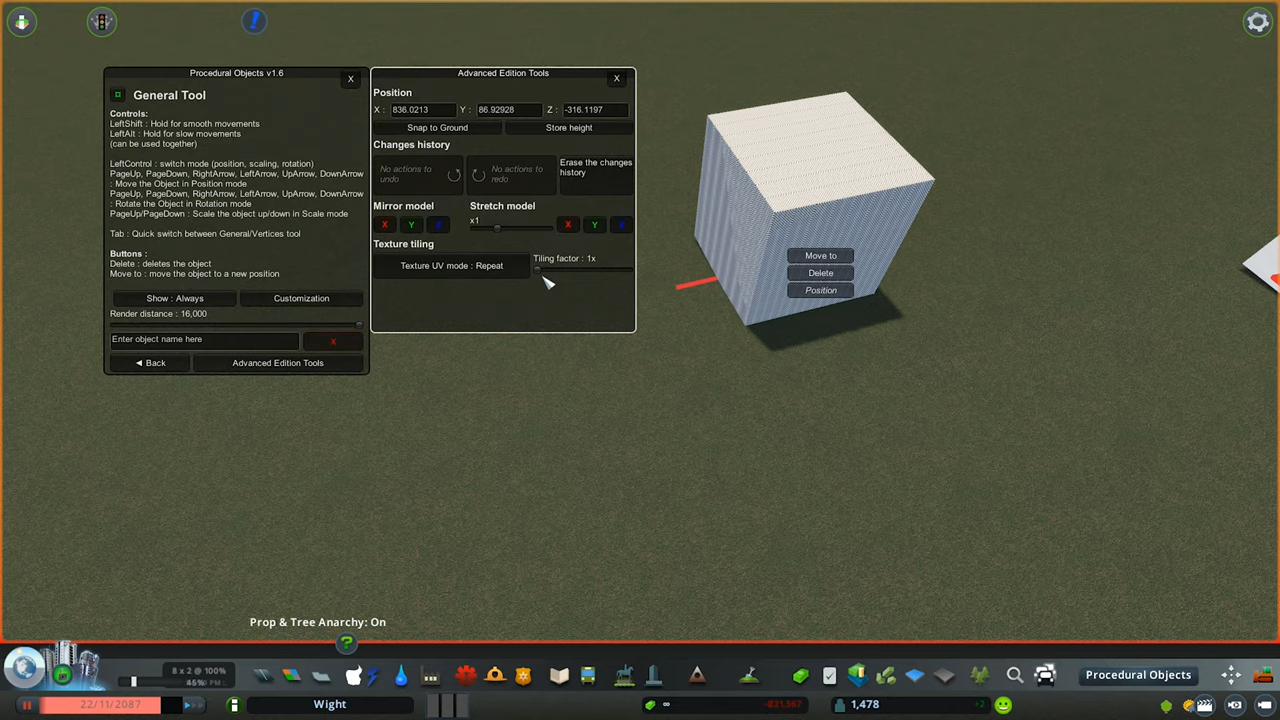 Procedural Objects v1.6
X
General Tool
Controls:
LeftShift : Hold for smooth movements
LeftAlt : Hold for slow movements
(can be used together)
LeftControl : switch mode (position, scaling, rotation)
PageUp, PageDown, RightArrow, LeftArrow, UpArrow, DownArrow
: Move the Object in Position mode
PageUp, PageDown, RightArrow, LeftArrow, UpArrow, DownArrow
: Rotate the Object in Rotation mode
PageUp/PageDown : Scale the object up/down in Scale mode
Tab : Quick switch between General/Vertices tool
Buttons :
Delete : deletes the object
Move to : move the object to a new position
Show : Always
Customization
Render distance : 16,000
Enter object name here
X
Back
Advanced Edition Tools
Advanced Edition Tools
X
Position
X : 836.0213 Y : 86.92928 Z : -316.1197
Snap to Ground
Store height
Changes history
No actions to
undo
No actions to
redo
Erase the changes
history
Mirror model
Stretch model
X Y Z
x1
X Y Z
Texture tiling
Texture UV mode : Repeat
Tiling factor : 1x
Move to
Delete
Position
Prop & Tree Anarchy: On
8 x 2 @ 100%
45%
Procedural Objects
22/11/2087
Wight
∞
1,478
+2